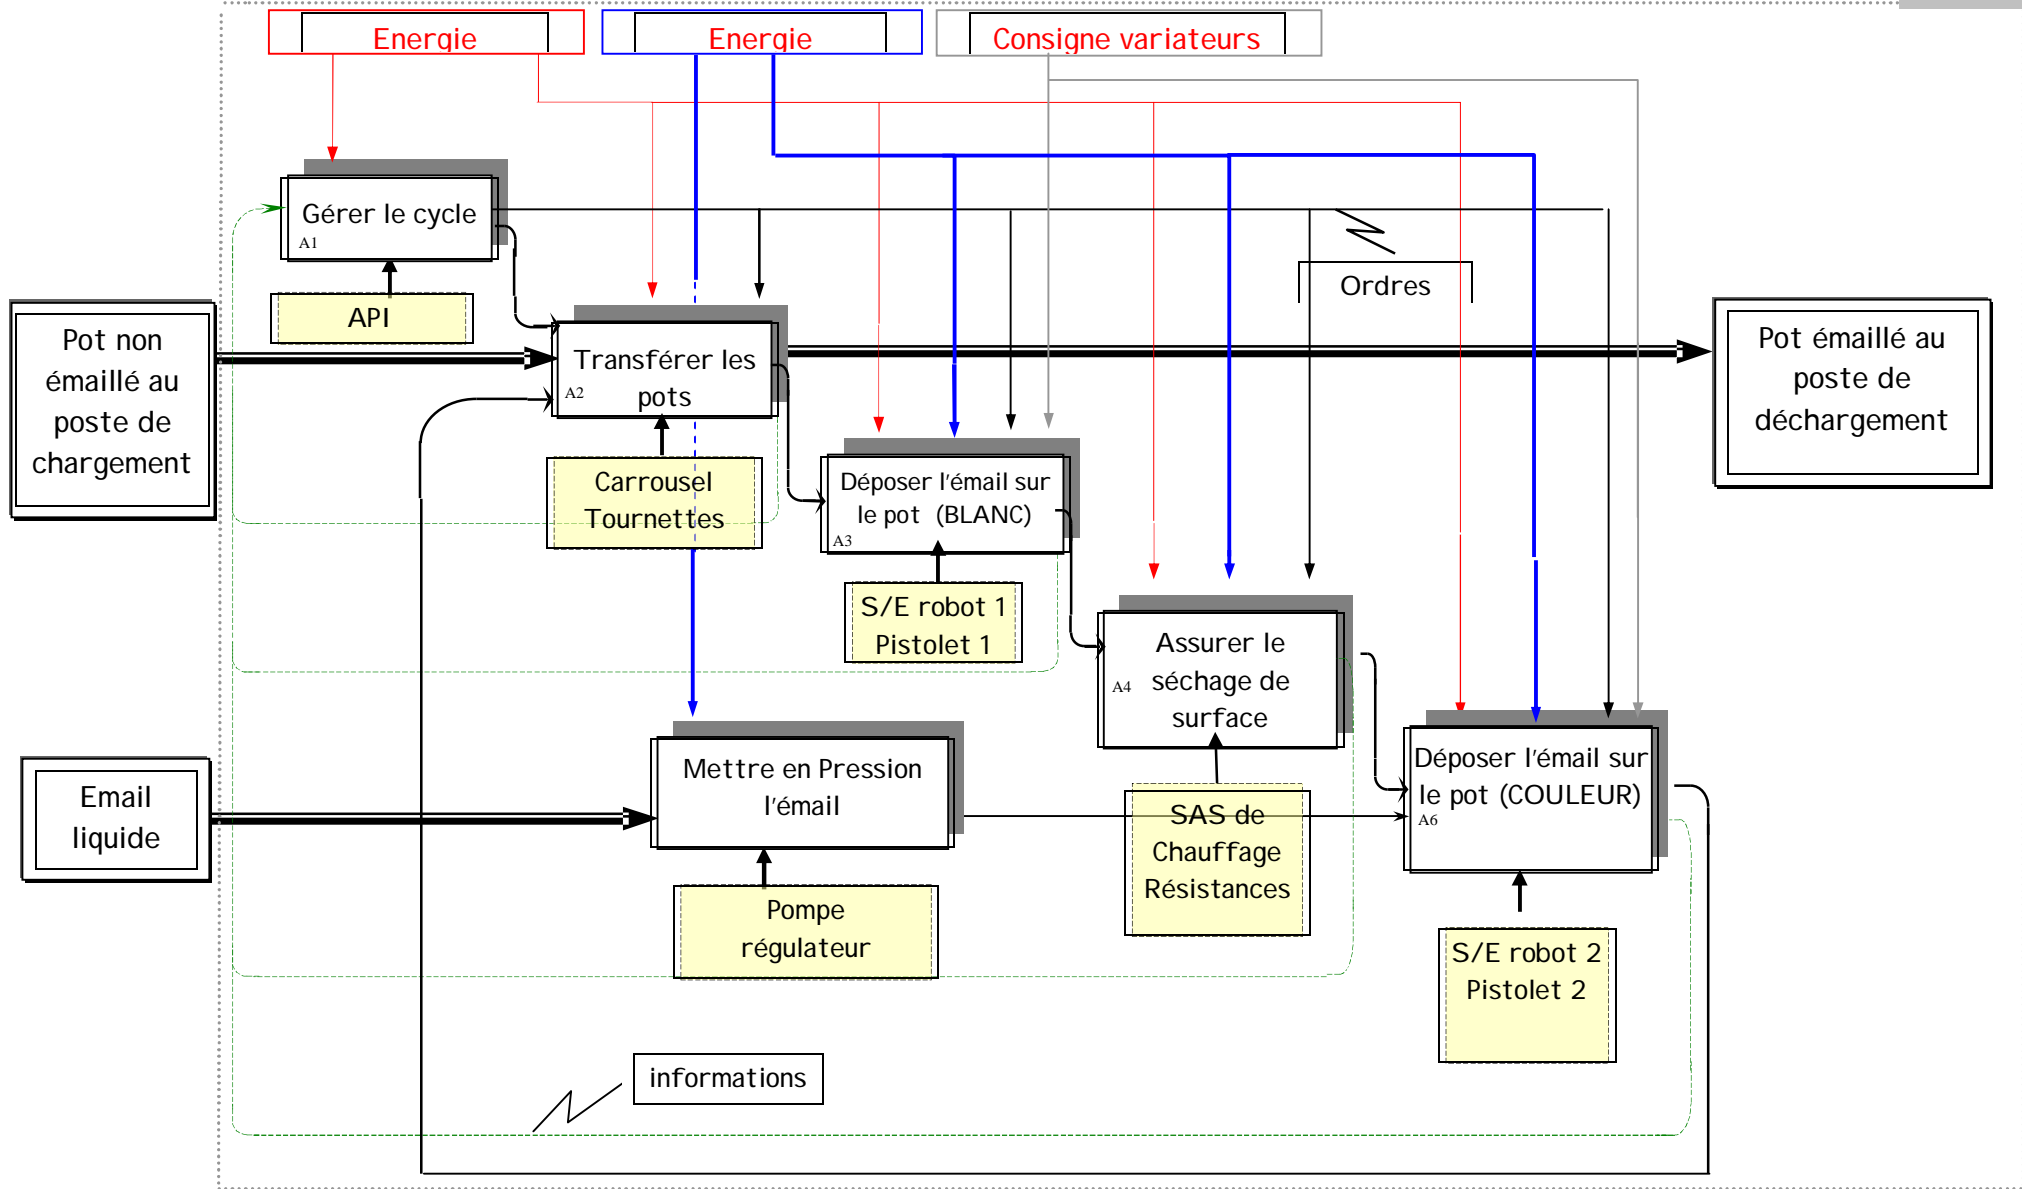 Energie
Energie
Consigne variateurs
Gérer le cycle
A1
API
Ordres
Pot non
émaillé au
poste de
chargement
Transférer les
pots
A2
Pot émaillé au
poste de
déchargement
Carrousel
Tournettes
Déposer l'émail sur
le pot (BLANC)
A3
S/E robot 1
Pistolet 1
Assurer le
séchage de
surface
A4
Mettre en Pression
l'émail
Déposer l'émail sur
le pot (COULEUR)
A6
Email
liquide
SAS de
Chauffage
Résistances
Pompe
régulateur
S/E robot 2
Pistolet 2
informations